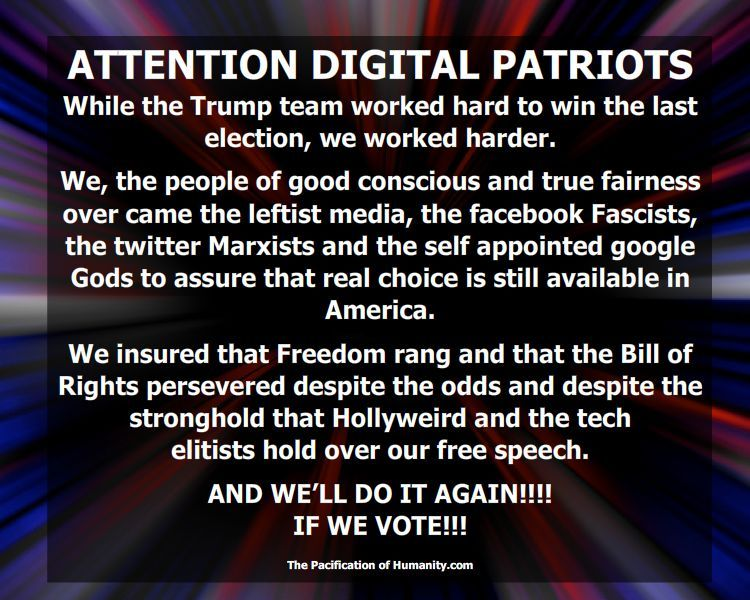 ATTENTION DIGITAL PATRIOTS
While the Trump team worked hard to win the last
election, we worked harder.
We, the people of good conscious and true fairness
over came the leftist media, the facebook Fascists,
the twitter Marxists and the self appointed google
Gods to assure that real choice is still available in
America.
We insured that Freedom rang and that the Bill of
Rights persevered despite the odds and despite the
stronghold that Hollyweird and the tech
elitists hold over our free speech.
AND WE’LL DO IT AGAIN!!!!
IF WE VOTE!!!
The Pacification of Humanity.com